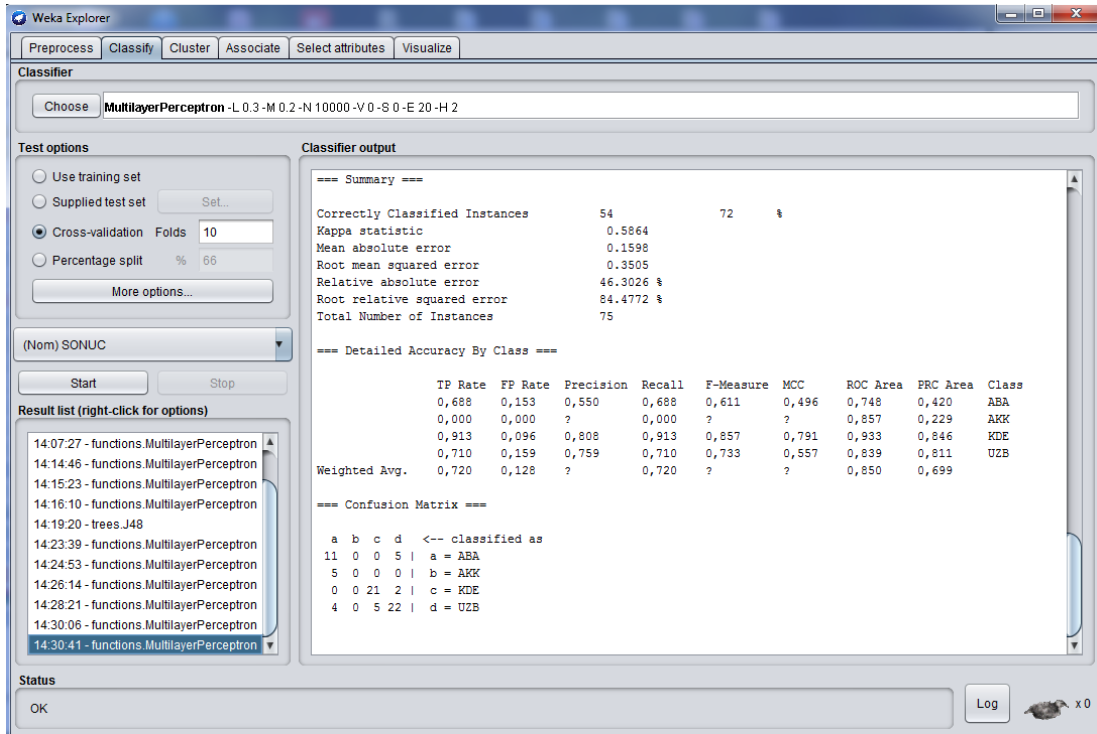 Weka Explorer
Preprocess Classify Cluster Associate Select attributes Visualize
Classifier
Choose MultilayerPerceptron -L 0.3 -M 0.2 -N 10000 -V 0 -S 0 -E 20 -H 2
Test options
Use training set
Supplied test set Set...
Cross-validation Folds 10
Percentage split % 66
More options...
(Nom) SONUC
Start Stop
Result list (right-click for options)
14:07:27 - functions.MultilayerPerceptron
14:14:46 - functions.MultilayerPerceptron
14:15:23 - functions.MultilayerPerceptron
14:16:10 - functions.MultilayerPerceptron
14:19:20 - trees.J48
14:23:39 - functions.MultilayerPerceptron
14:24:53 - functions.MultilayerPerceptron
14:26:14 - functions.MultilayerPerceptron
14:28:21 - functions.MultilayerPerceptron
14:30:06 - functions.MultilayerPerceptron
14:30:41 - functions.MultilayerPerceptron
Classifier output
=== Summary ===
Correctly Classified Instances 54 72 %
Kappa statistic 0.5864
Mean absolute error 0.1598
Root mean squared error 0.3505
Relative absolute error 46.3026 %
Root relative squared error 84.4772 %
Total Number of Instances 75
=== Detailed Accuracy By Class ===
TP Rate FP Rate Precision Recall F-Measure MCC ROC Area PRC Area Class
0,688 0,153 0,550 0,688 0,611 0,496 0,748 0,420 ABA
0,000 0,000 ? 0,000 ? ? 0,857 0,229 AKK
0,913 0,096 0,808 0,913 0,857 0,791 0,933 0,846 KDE
0,710 0,159 0,759 0,710 0,733 0,557 0,839 0,811 UZB
Weighted Avg. 0,720 0,128 ? 0,720 ? ? 0,850 0,699
=== Confusion Matrix ===
a b c d <-- classified as
11 0 0 5 | a = ABA
5 0 0 0 | b = AKK
0 0 21 2 | c = KDE
4 0 5 22 | d = UZB
Status
OK
Log
x 0